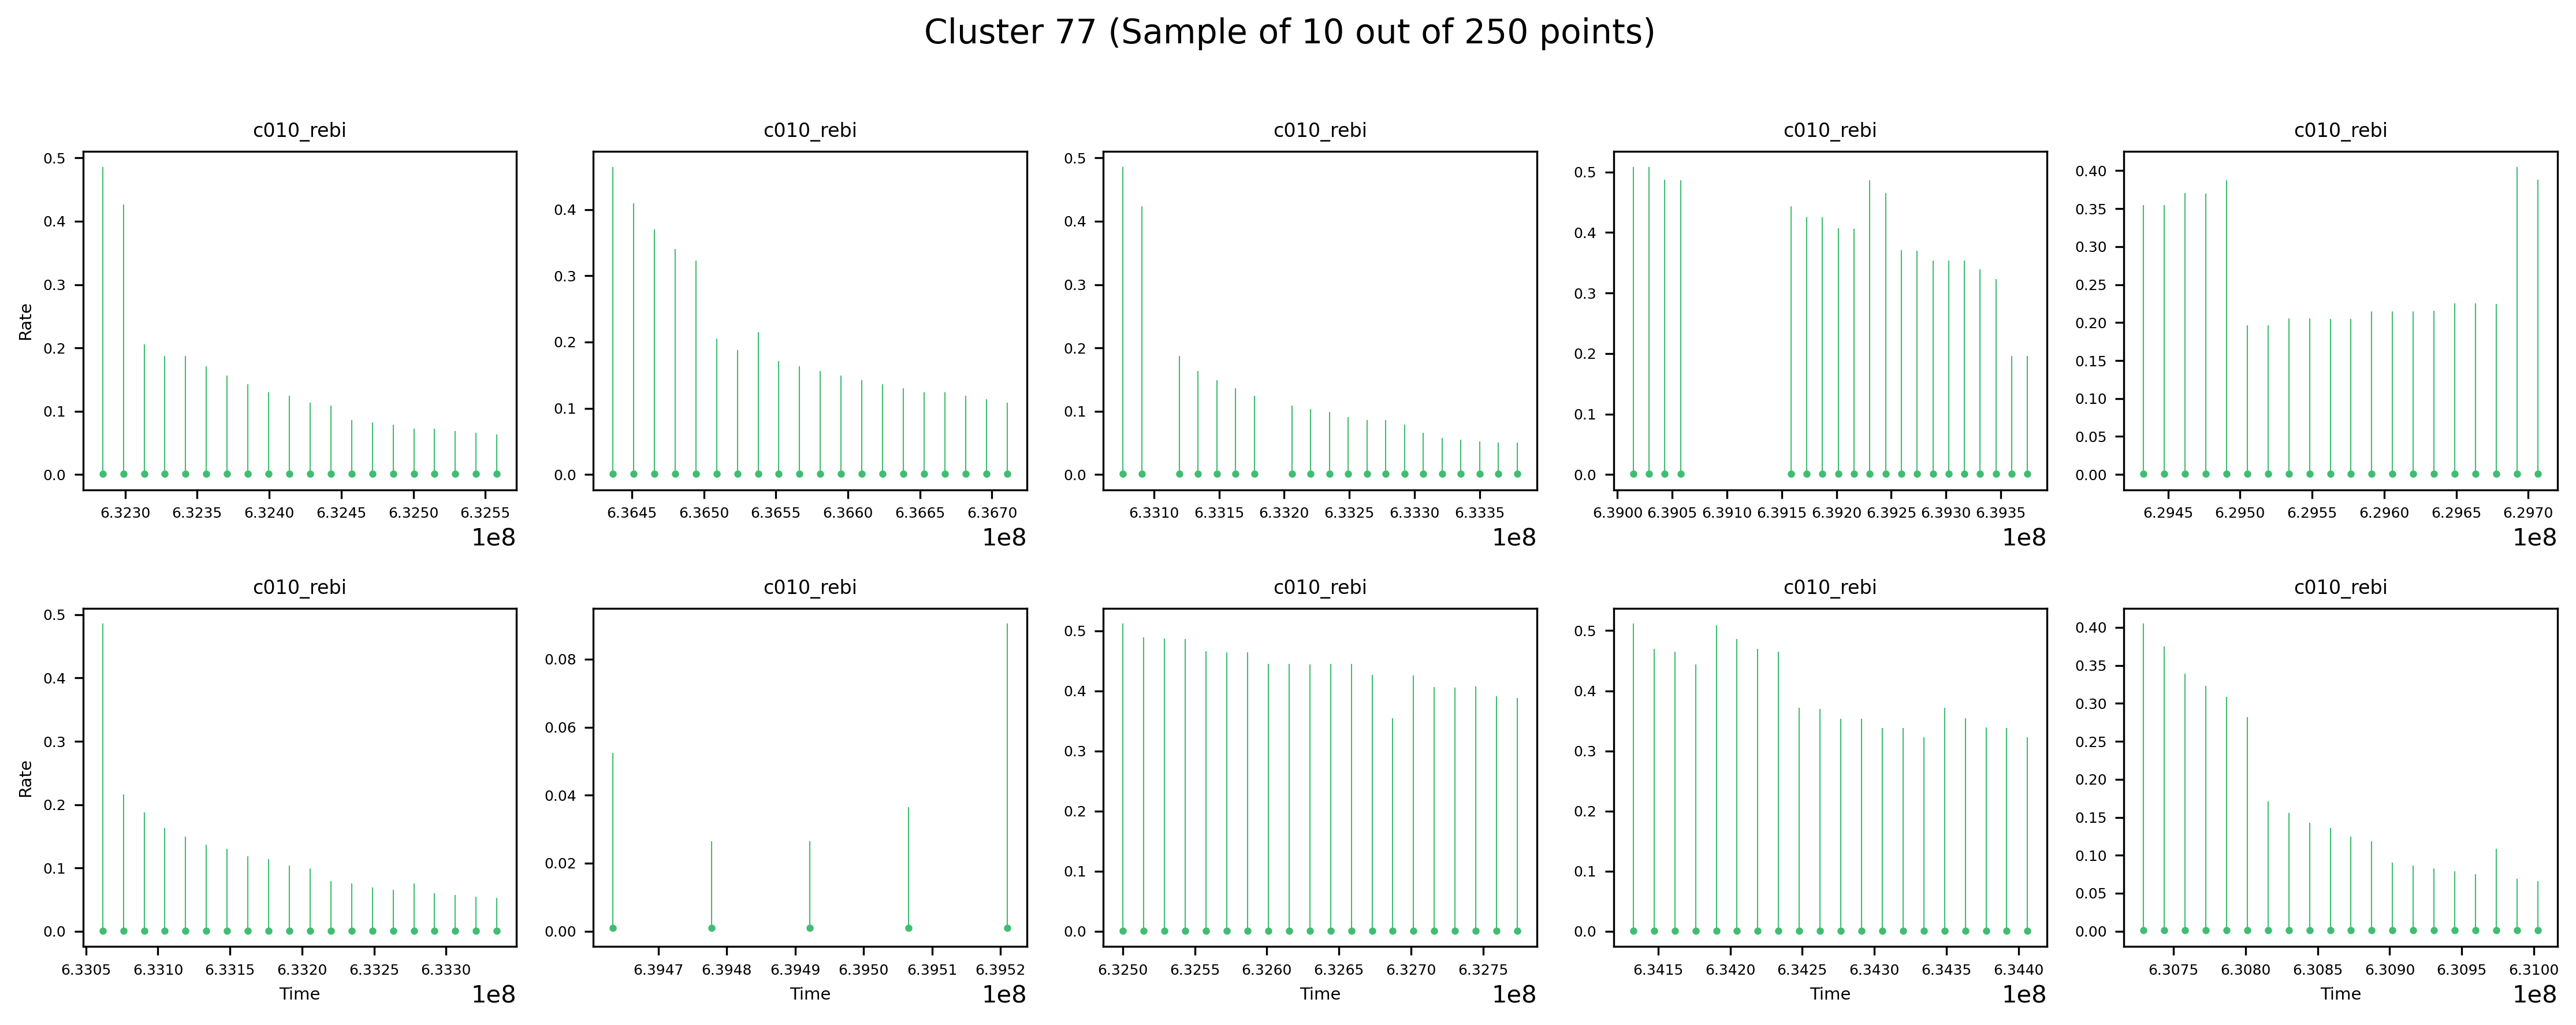 Cluster 77 (Sample of 10 out of 250 points)
c010_rebi
c010_rebi
c010_rebi
c010_rebi
c010_rebi
Rate
0.5
0.4
0.3
0.2
0.1
0.0
6.3230 6.3235 6.3240 6.3245 6.3250 6.3255
1e8
0.4
0.3
0.2
0.1
0.0
6.3645 6.3650 6.3655 6.3660 6.3665 6.3670
1e8
0.5
0.4
0.3
0.2
0.1
0.0
6.3310 6.3315 6.3320 6.3325 6.3330 6.3335
1e8
0.5
0.4
0.3
0.2
0.1
0.0
6.3900 6.3905 6.3910 6.3915 6.3920 6.3925 6.3930 6.3935
1e8
0.40
0.35
0.30
0.25
0.20
0.15
0.10
0.05
0.00
6.2945 6.2950 6.2955 6.2960 6.2965 6.2970
1e8
c010_rebi
c010_rebi
c010_rebi
c010_rebi
c010_rebi
Rate
0.5
0.4
0.3
0.2
0.1
0.0
6.3305 6.3310 6.3315 6.3320 6.3325 6.3330
Time
1e8
0.08
0.06
0.04
0.02
0.00
6.3947 6.3948 6.3949 6.3950 6.3951 6.3952
Time
1e8
0.5
0.4
0.3
0.2
0.1
0.0
6.3250 6.3255 6.3260 6.3265 6.3270 6.3275
Time
1e8
0.5
0.4
0.3
0.2
0.1
0.0
6.3415 6.3420 6.3425 6.3430 6.3435 6.3440
Time
1e8
0.40
0.35
0.30
0.25
0.20
0.15
0.10
0.05
0.00
6.3075 6.3080 6.3085 6.3090 6.3095 6.3100
Time
1e8